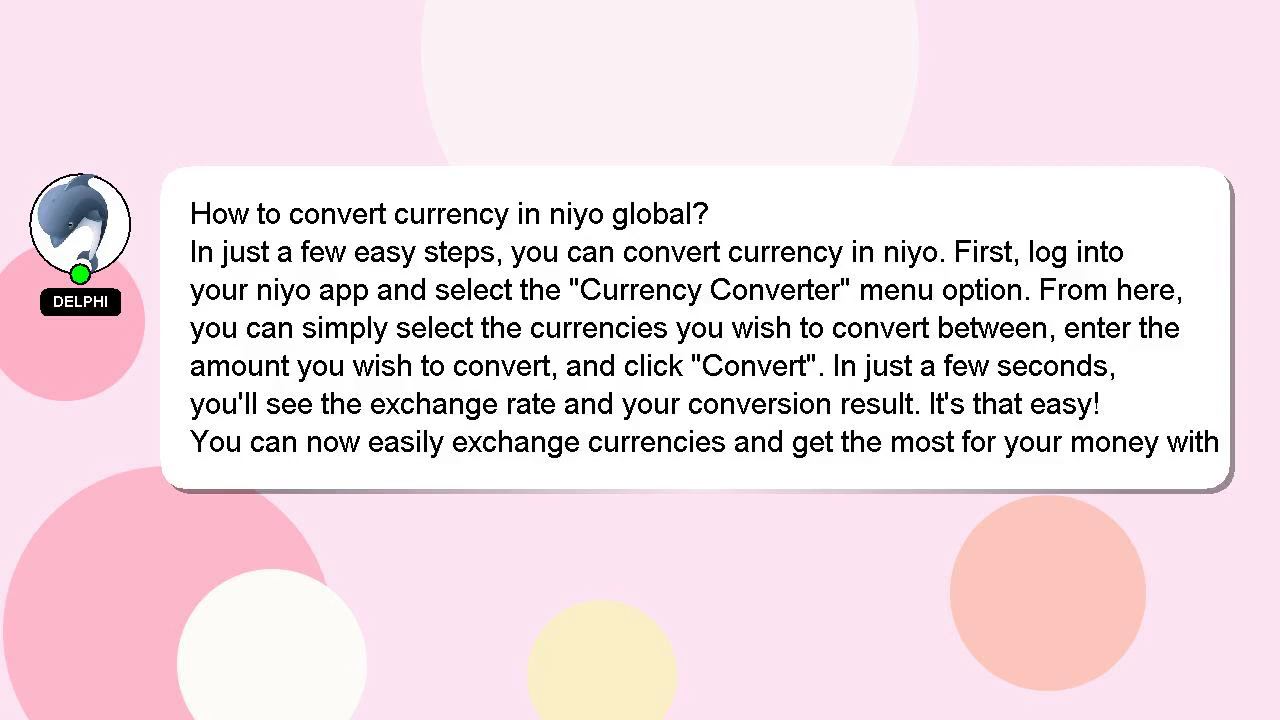 How to convert currency in niyo global?
In just a few easy steps, you can convert currency in niyo. First, log into
your niyo app and select the "Currency Converter" menu option. From here,
you can simply select the currencies you wish to convert between, enter the
amount you wish to convert, and click "Convert". In just a few seconds,
you'll see the exchange rate and your conversion result. It's that easy!
You can now easily exchange currencies and get the most for your money with
DELPHI